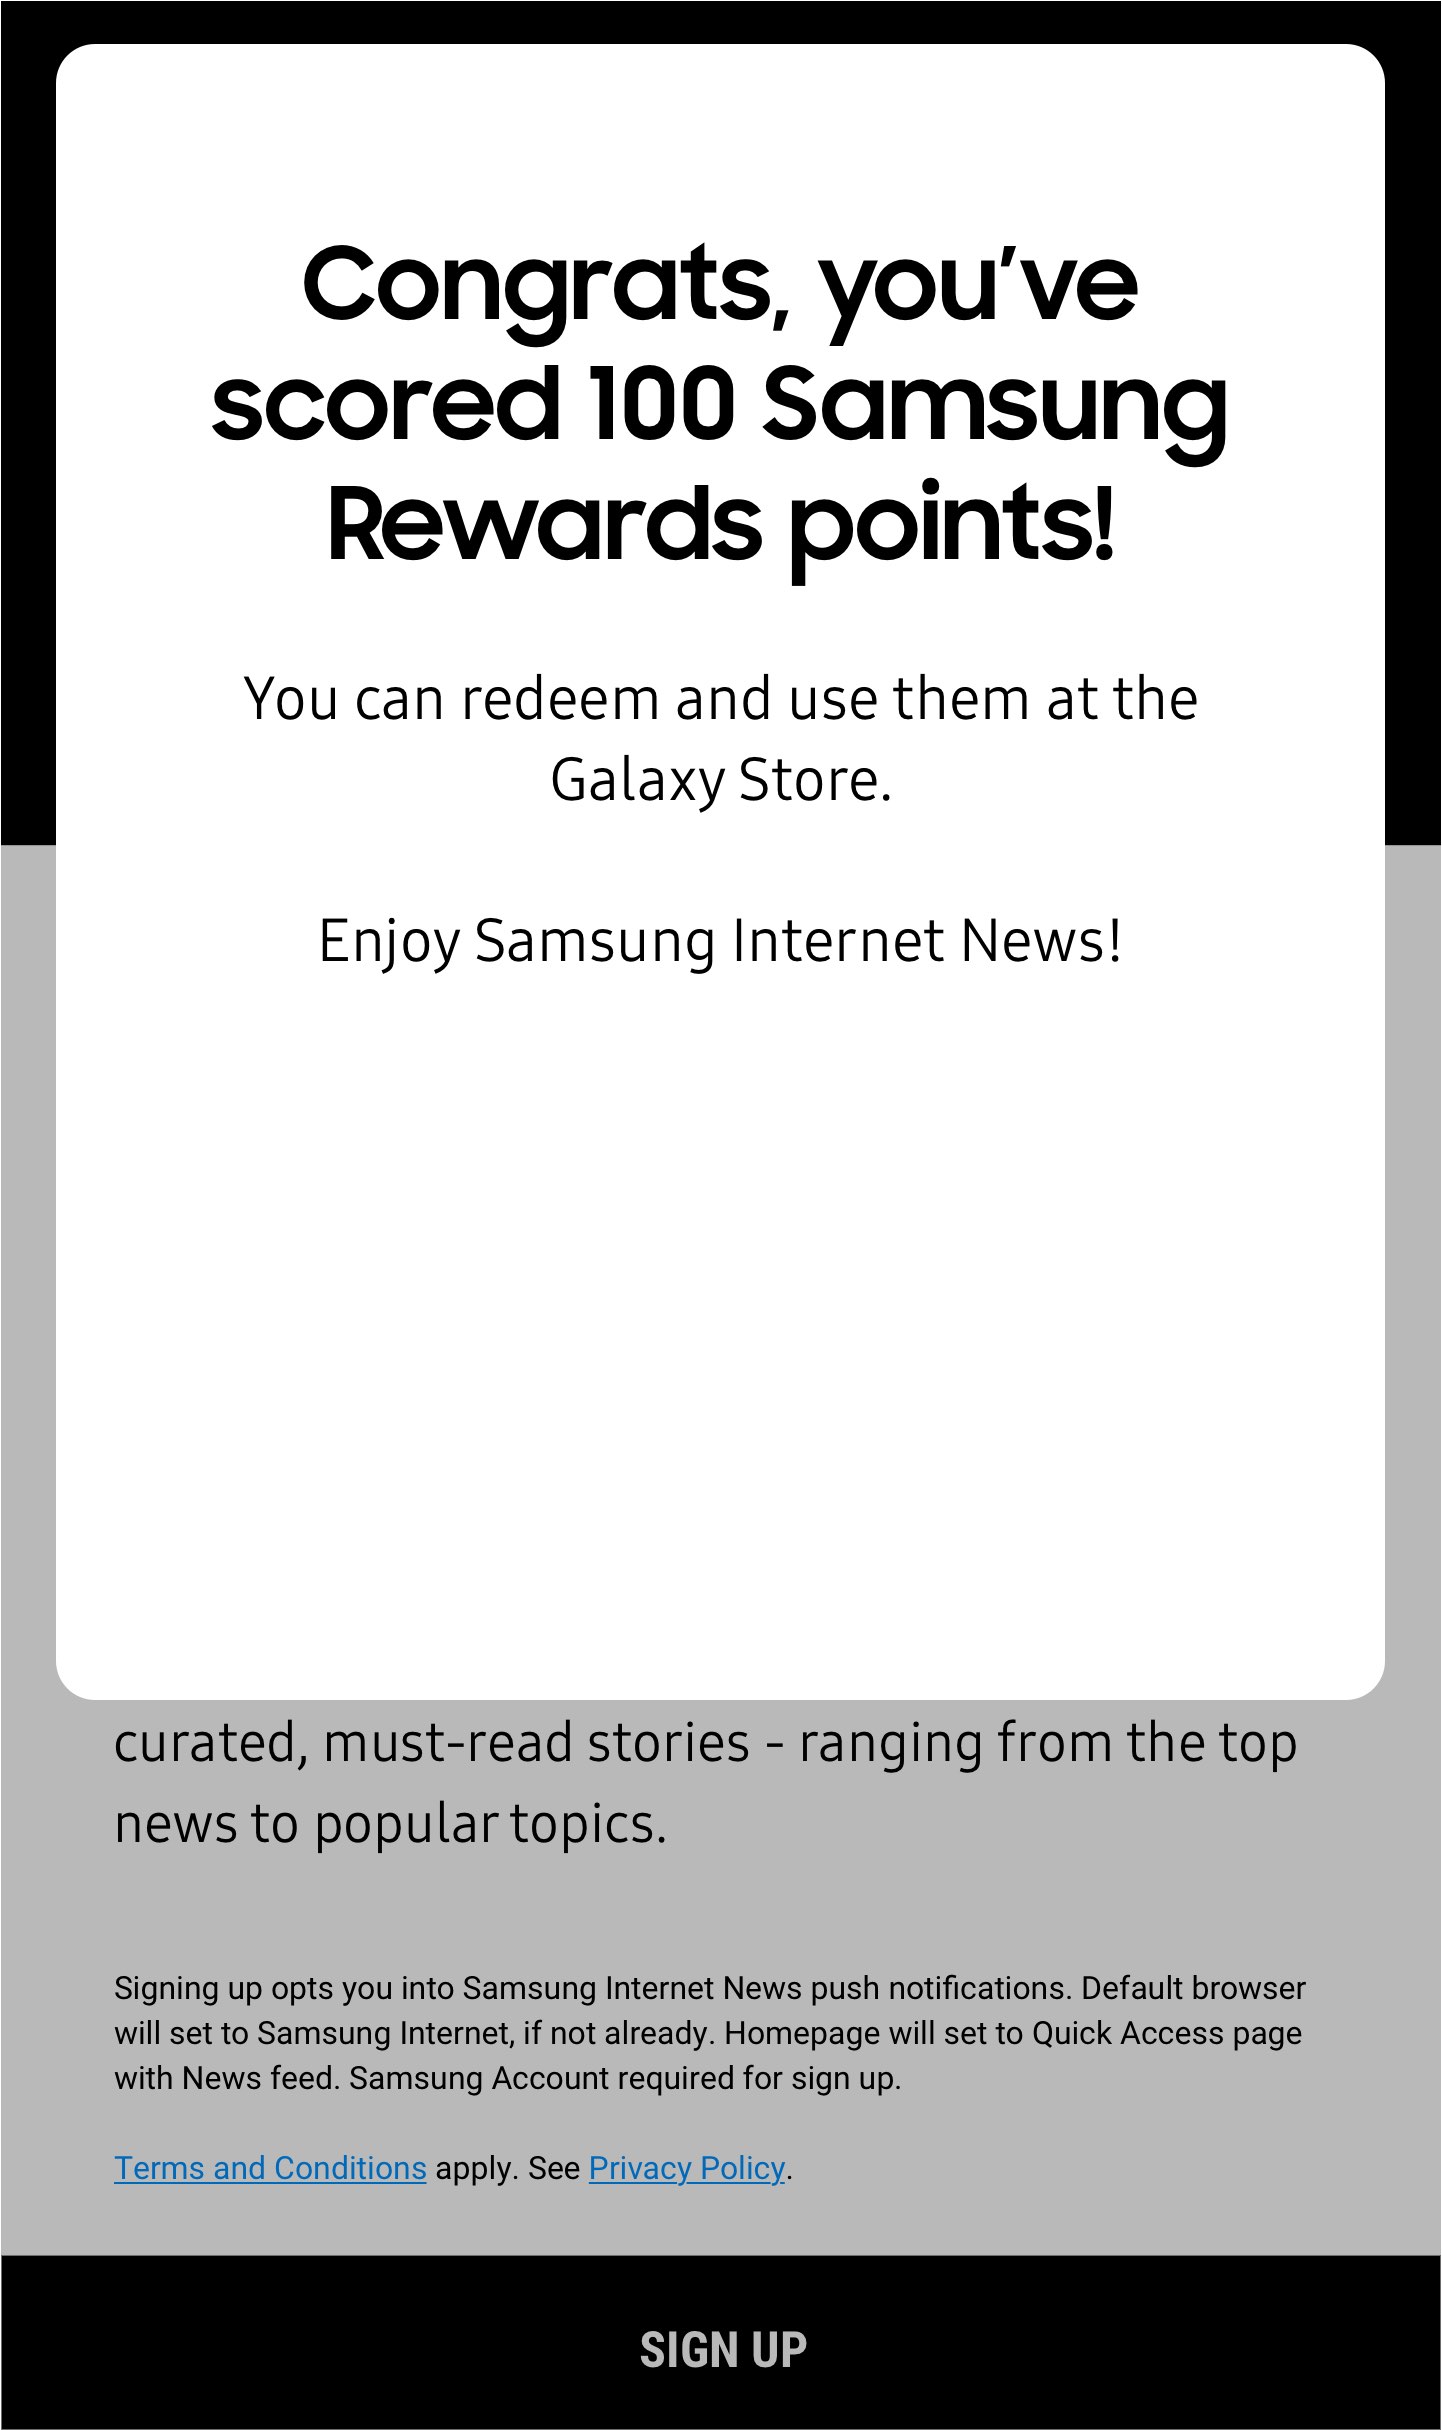 Congrats, you've
scored 100 Samsung
Rewards points!
You can redeem and use them at the
Galaxy Store.
Enjoy Samsung Internet News!
curated, must-read stories - ranging from the top
news to popular topics.
Signing up opts you into Samsung Internet News push notifications. Default browser
will set to Samsung Internet, if not already. Homepage will set to Quick Access page
with News feed. Samsung Account required for sign up.
Terms and Conditions apply. See Privacy Policy.
SIGN UP